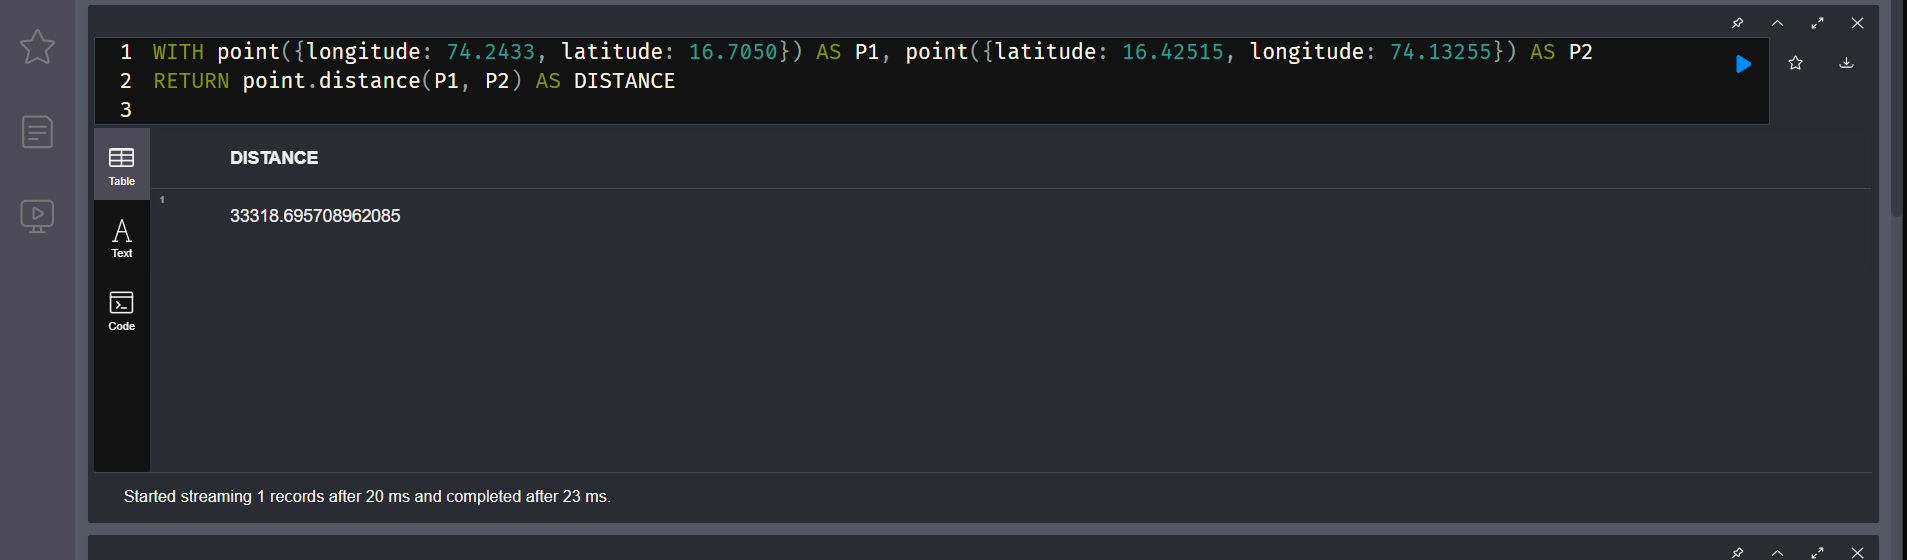 1 WITH point({longitude: 74.2433, latitude: 16.7050}) AS P1, point({latitude: 16.42515, longitude: 74.13255}) AS P2
2 RETURN point.distance(P1, P2) AS DISTANCE
3
Table
Text
Code
DISTANCE
1
33318.695708962085
Started streaming 1 records after 20 ms and completed after 23 ms.